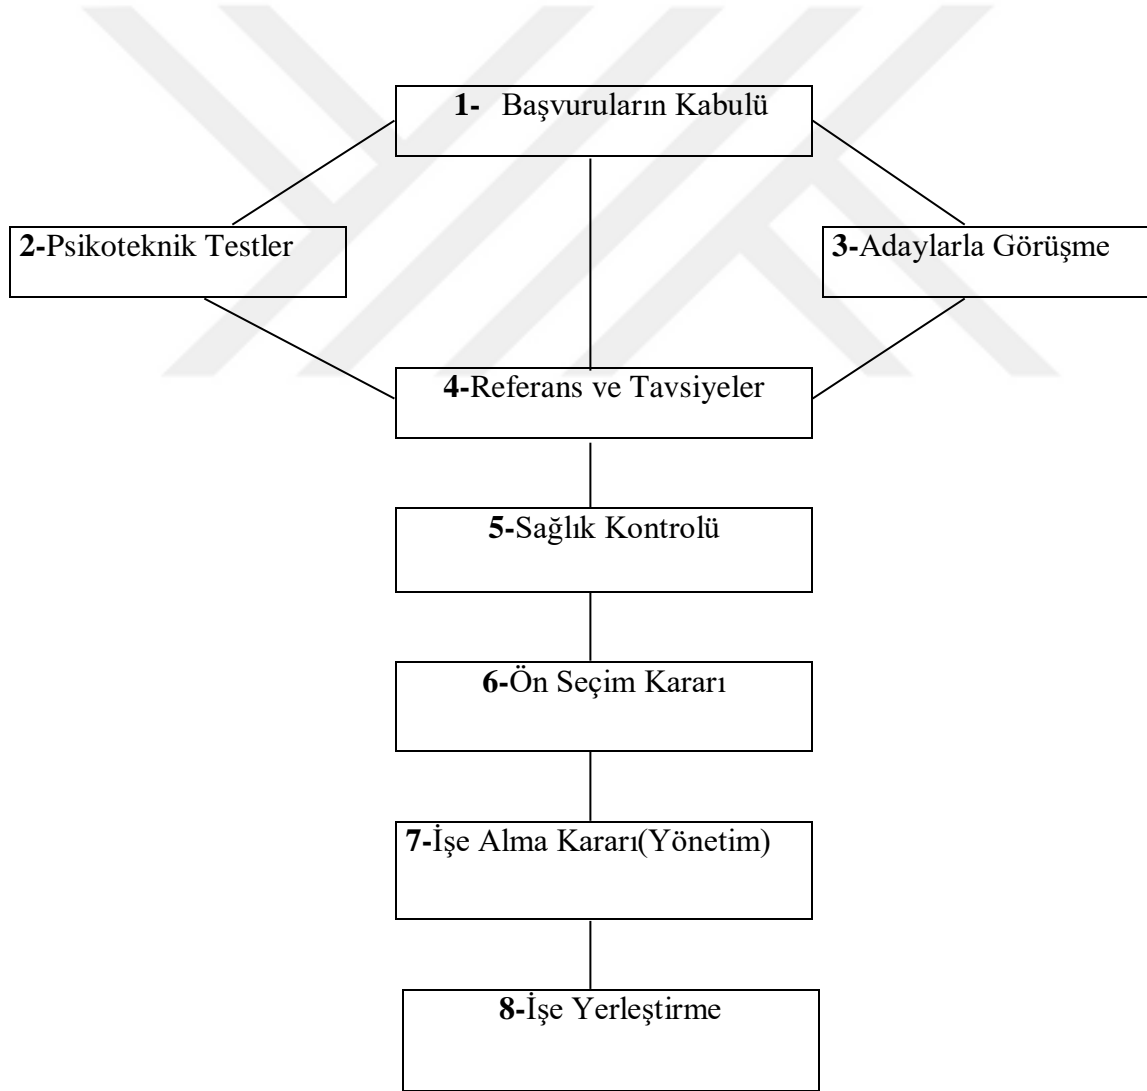 1- Başvuruların Kabulü
2-Psikoteknik Testler
3-Adaylarla Görüşme
4-Referans ve Tavsiyeler
5-Sağlık Kontrolü
6-Ön Seçim Kararı
7-İşe Alma Kararı(Yönetim)
8-İşe Yerleştirme